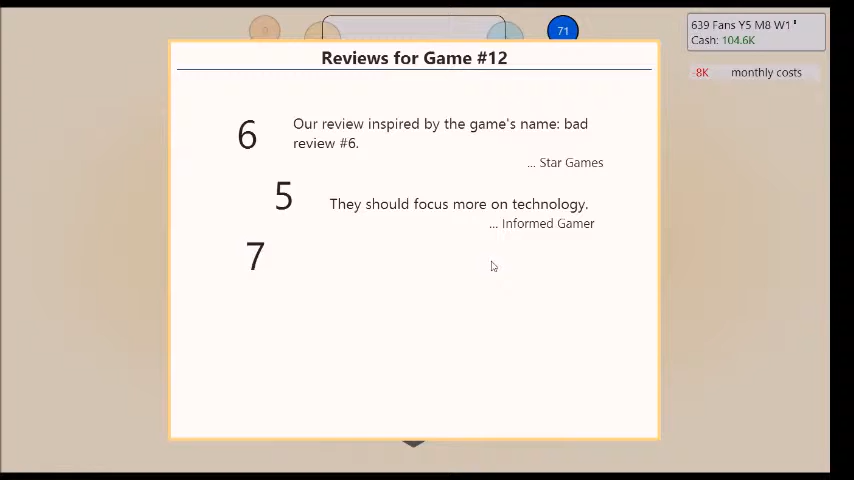 0
71
639 Fans Y5 M8 W1
Cash: 104.6K
-8K monthly costs
Reviews for Game #12
6
Our review inspired by the game's name: bad
review #6.
... Star Games
5
They should focus more on technology.
... Informed Gamer
7